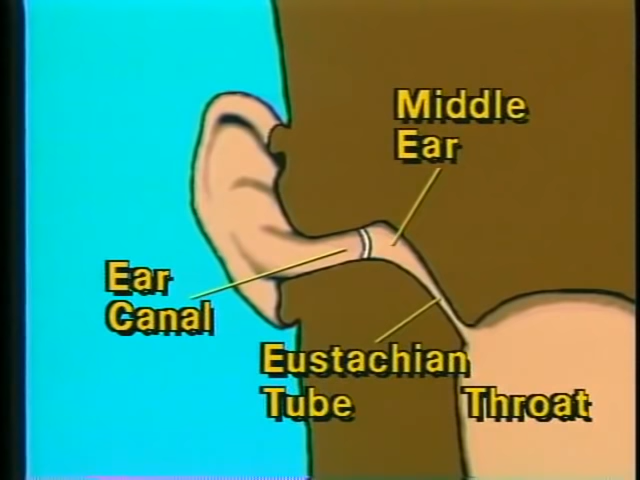 Middle
Ear
Ear
Canal
Eustachian
Tube
Throat